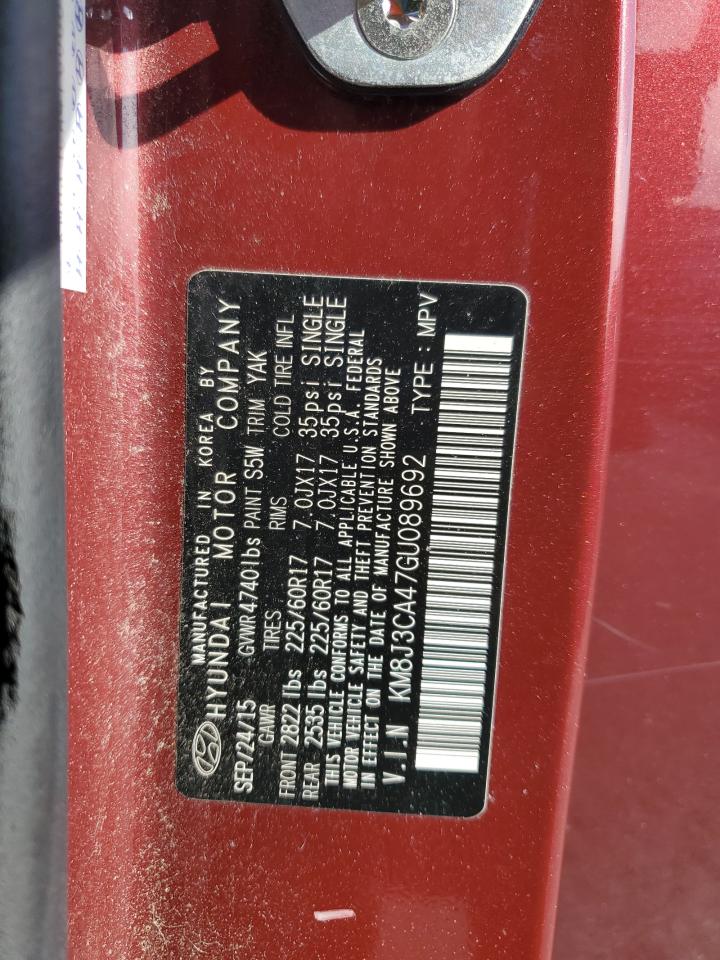 MANUFACTURED IN KOREA BY
HYUNDAI MOTOR COMPANY
SEP/24/15 GVWR 4740lbs PAINT S5W TRIM YAK
GAWR TIRES RIMS COLD TIRE INFL
FRONT 2822 lbs 225/60R17 7.0JX17 35psi SINGLE
REAR 2535 lbs 225/60R17 7.0JX17 35psi SINGLE
THIS VEHICLE CONFORMS TO ALL APPLICABLE U.S.A. FEDERAL
MOTOR VEHICLE SAFETY AND THEFT PREVENTION STANDARDS
IN EFFECT ON THE DATE OF MANUFACTURE SHOWN ABOVE
V.I.N KM8J3CA47GU089692 TYPE : MPV